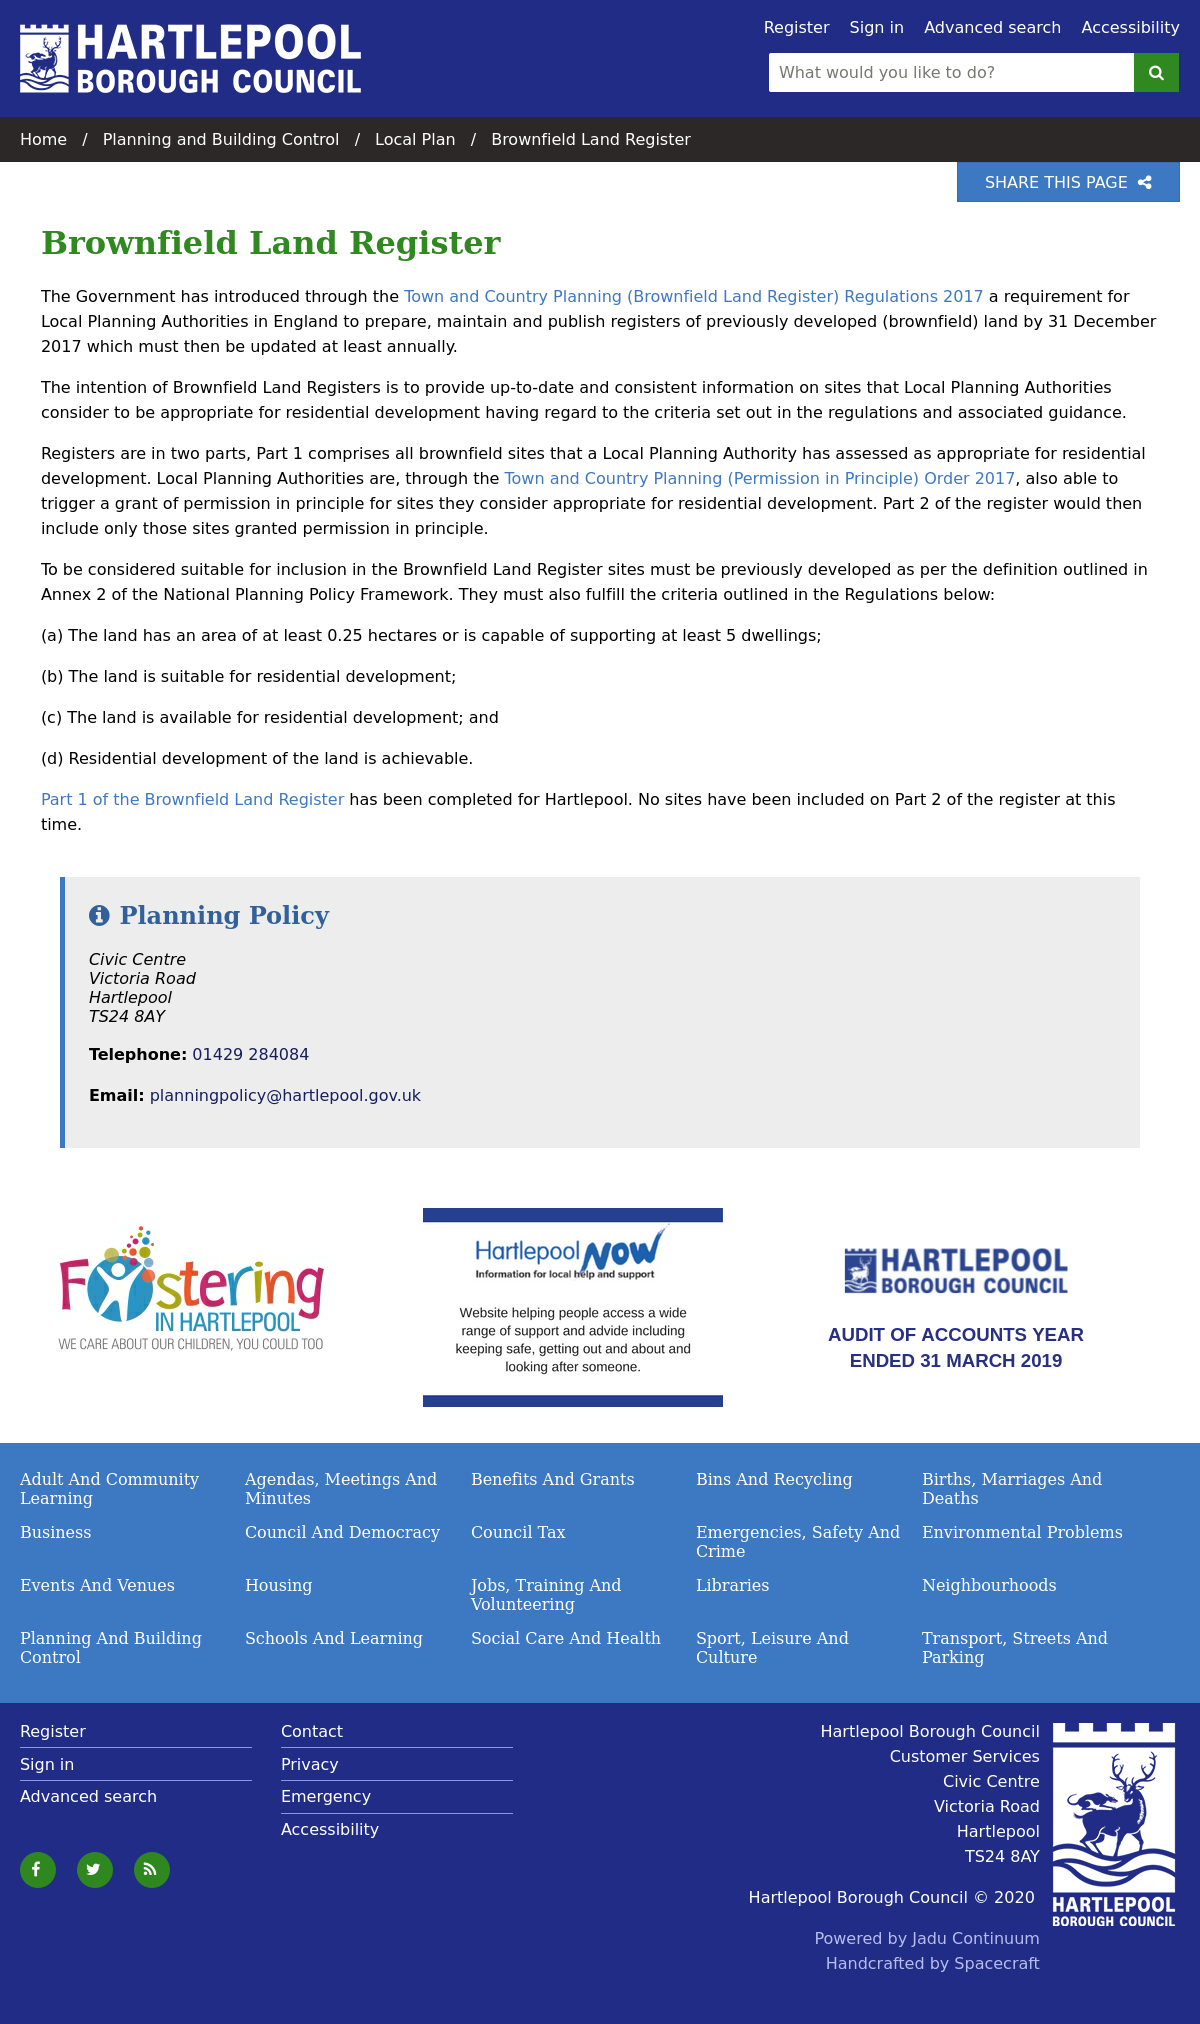 HARTLEPOOL
BOROUGH COUNCIL
Register Sign in Advanced search Accessibility
What would you like to do?
Home / Planning and Building Control / Local Plan / Brownfield Land Register
SHARE THIS PAGE
Brownfield Land Register
The Government has introduced through the Town and Country Planning (Brownfield Land Register) Regulations 2017 a requirement for
Local Planning Authorities in England to prepare, maintain and publish registers of previously developed (brownfield) land by 31 December
2017 which must then be updated at least annually.
The intention of Brownfield Land Registers is to provide up-to-date and consistent information on sites that Local Planning Authorities
consider to be appropriate for residential development having regard to the criteria set out in the regulations and associated guidance.
Registers are in two parts, Part 1 comprises all brownfield sites that a Local Planning Authority has assessed as appropriate for residential
development. Local Planning Authorities are, through the Town and Country Planning (Permission in Principle) Order 2017, also able to
trigger a grant of permission in principle for sites they consider appropriate for residential development. Part 2 of the register would then
include only those sites granted permission in principle.
To be considered suitable for inclusion in the Brownfield Land Register sites must be previously developed as per the definition outlined in
Annex 2 of the National Planning Policy Framework. They must also fulfill the criteria outlined in the Regulations below:
(a) The land has an area of at least 0.25 hectares or is capable of supporting at least 5 dwellings;
(b) The land is suitable for residential development;
(c) The land is available for residential development; and
(d) Residential development of the land is achievable.
Part 1 of the Brownfield Land Register has been completed for Hartlepool. No sites have been included on Part 2 of the register at this
time.
Planning Policy
Civic Centre
Victoria Road
Hartlepool
TS24 8AY
Telephone: 01429 284084
Email: planningpolicy@hartlepool.gov.uk
Fostering
IN HARTLEPOOL
WE CARE ABOUT OUR CHILDREN, YOU COULD TOO
Hartlepool NOW
Information for local help and support
Website helping people access a wide
range of support and advide including
keeping safe, getting out and about and
looking after someone.
HARTLEPOOL
BOROUGH COUNCIL
AUDIT OF ACCOUNTS YEAR
ENDED 31 MARCH 2019
Adult And Community
Learning
Agendas, Meetings And
Minutes
Benefits And Grants
Bins And Recycling
Births, Marriages And
Deaths
Business
Council And Democracy
Council Tax
Emergencies, Safety And
Crime
Environmental Problems
Events And Venues
Housing
Jobs, Training And
Volunteering
Libraries
Neighbourhoods
Planning And Building
Control
Schools And Learning
Social Care And Health
Sport, Leisure And
Culture
Transport, Streets And
Parking
Register
Sign in
Advanced search
Contact
Privacy
Emergency
Accessibility
Hartlepool Borough Council
Customer Services
Civic Centre
Victoria Road
Hartlepool
TS24 8AY
Hartlepool Borough Council © 2020
Powered by Jadu Continuum
Handcrafted by Spacecraft
HARTLEPOOL
BOROUGH COUNCIL